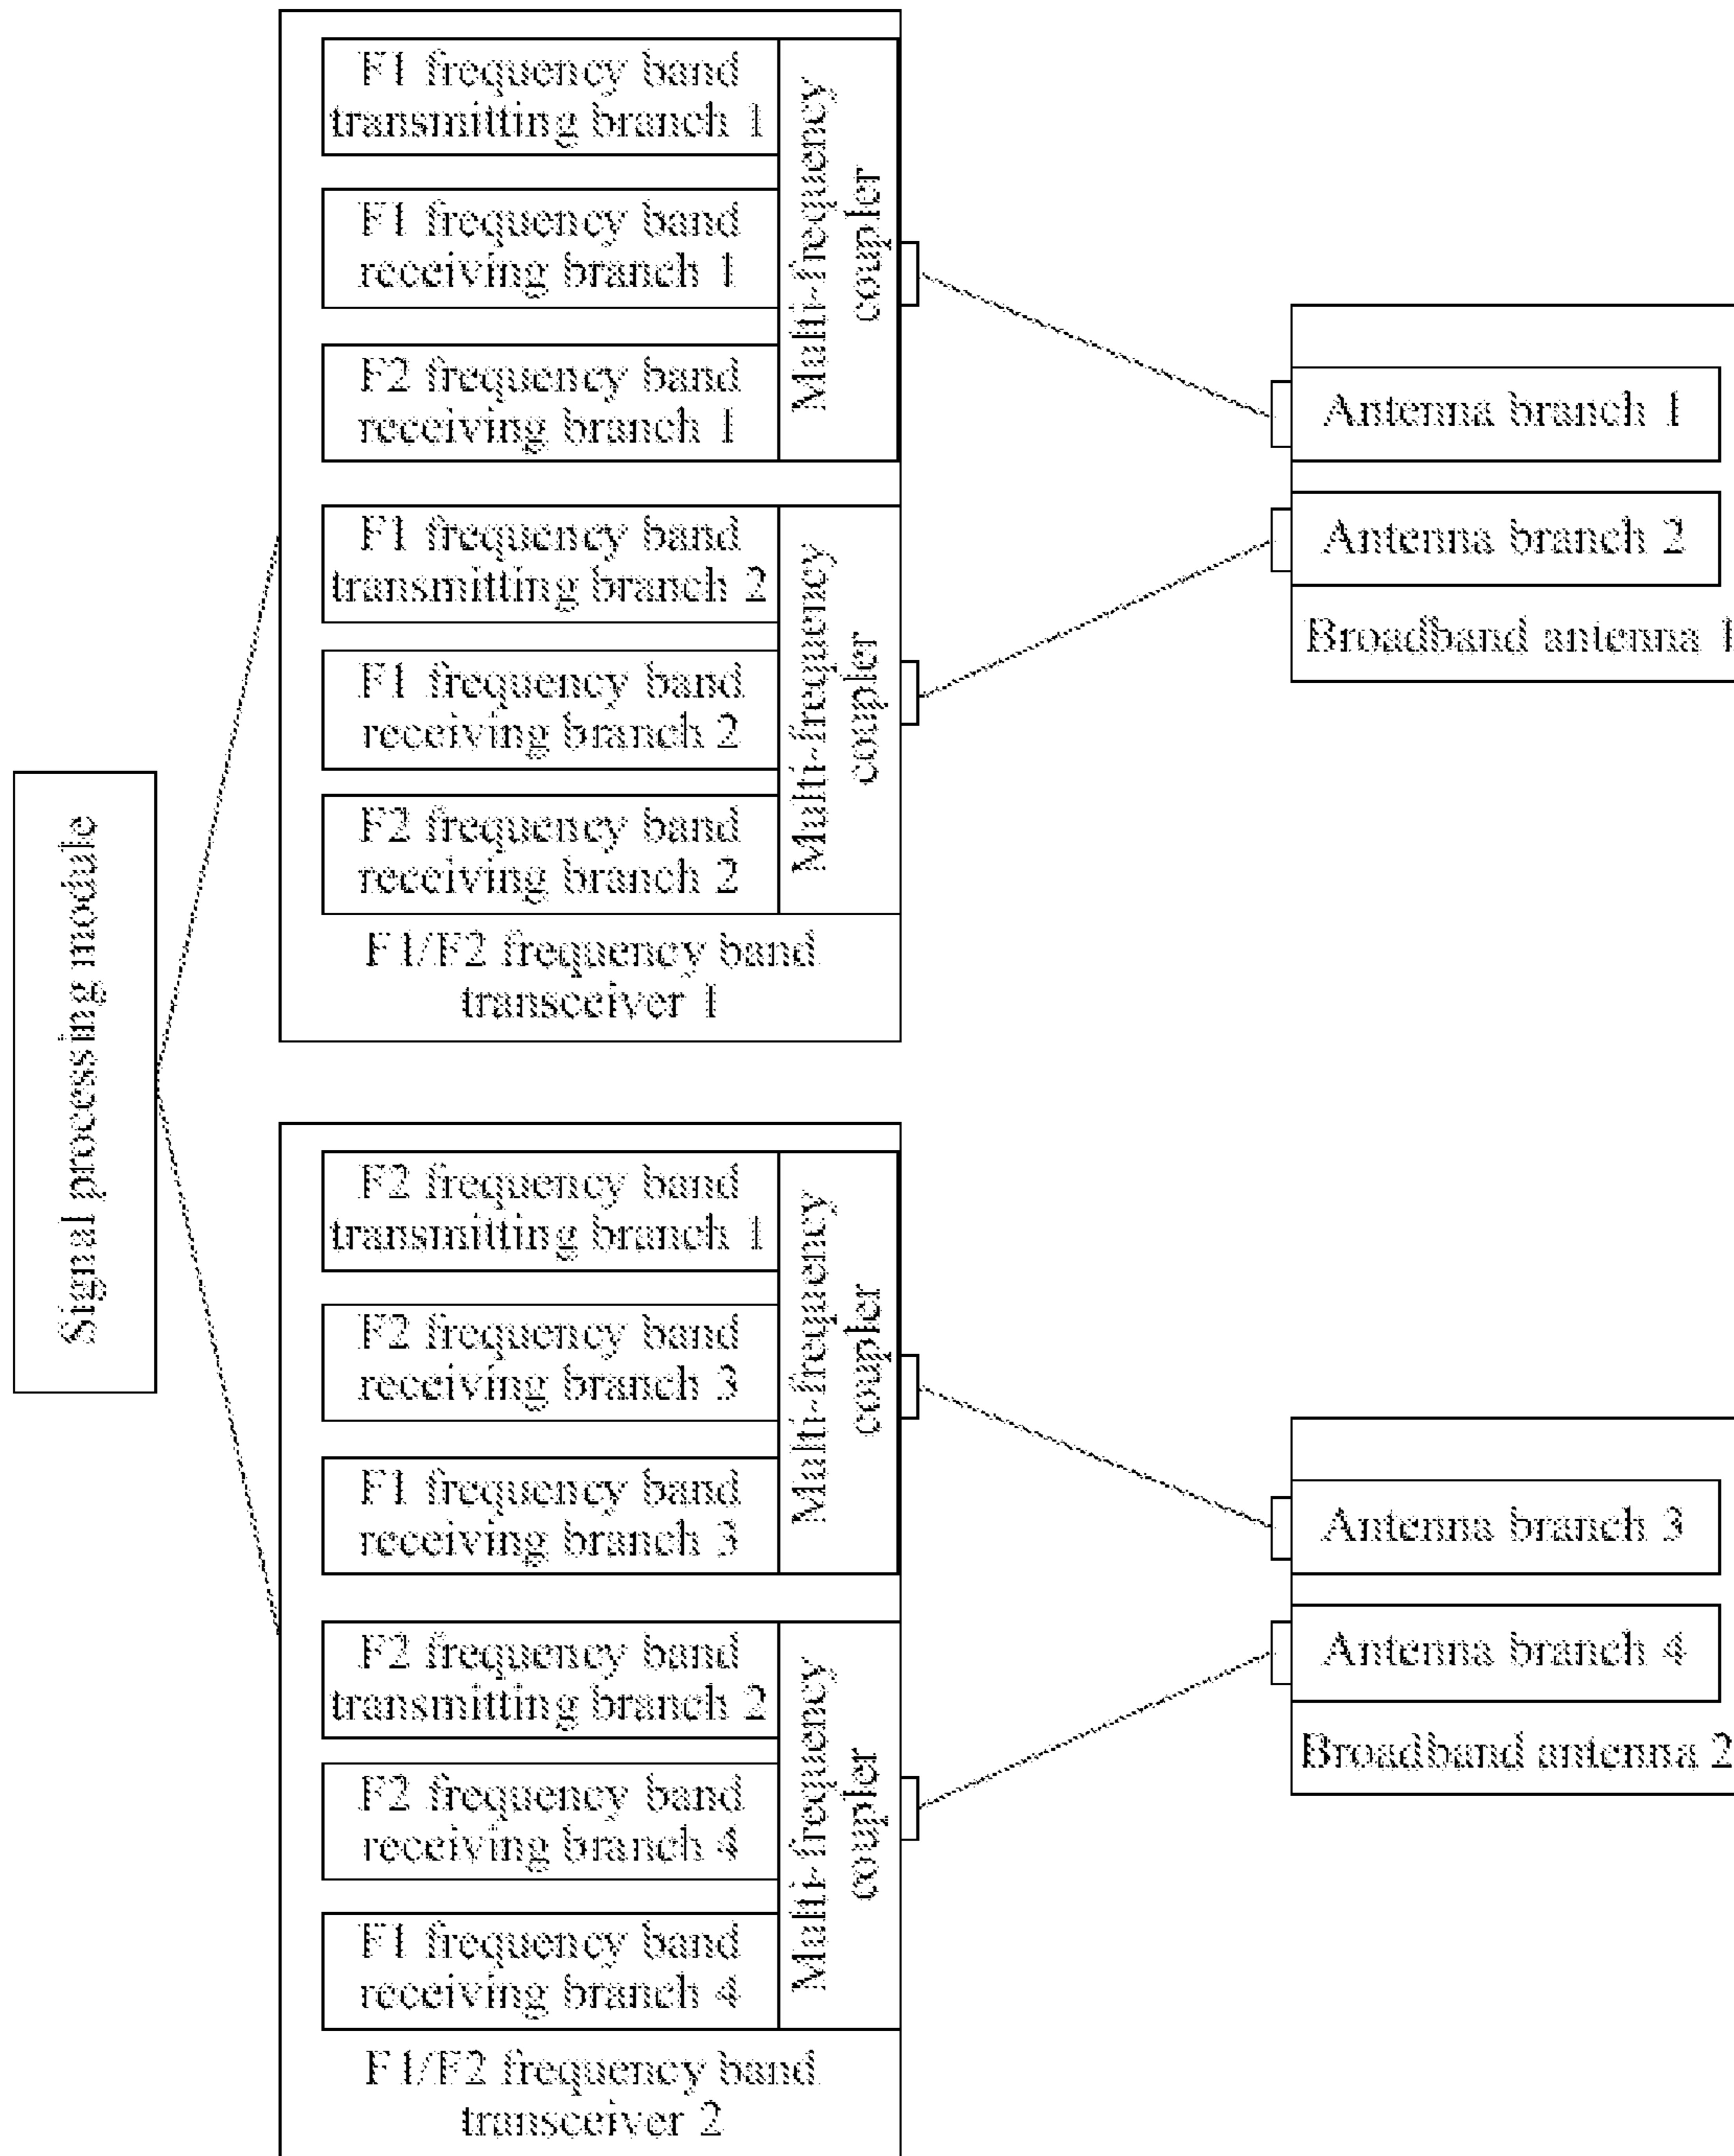 Signal processing module
F1 frequency band
transmitting branch 1
F1 frequency band
receiving branch 1
F2 frequency band
receiving branch 1
Multi-frequency
coupler
F1 frequency band
transmitting branch 2
F1 frequency band
receiving branch 2
F2 frequency band
receiving branch 2
Multi-frequency
coupler
F1/F2 frequency band
transceiver 1
Antenna branch 1
Antenna branch 2
Broadband antenna 1
F2 frequency band
transmitting branch 1
F2 frequency band
receiving branch 3
F1 frequency band
receiving branch 3
Multi-frequency
coupler
F2 frequency band
transmitting branch 2
F2 frequency band
receiving branch 4
F1 frequency band
receiving branch 4
Multi-frequency
coupler
F1/F2 frequency band
transceiver 2
Antenna branch 3
Antenna branch 4
Broadband antenna 2